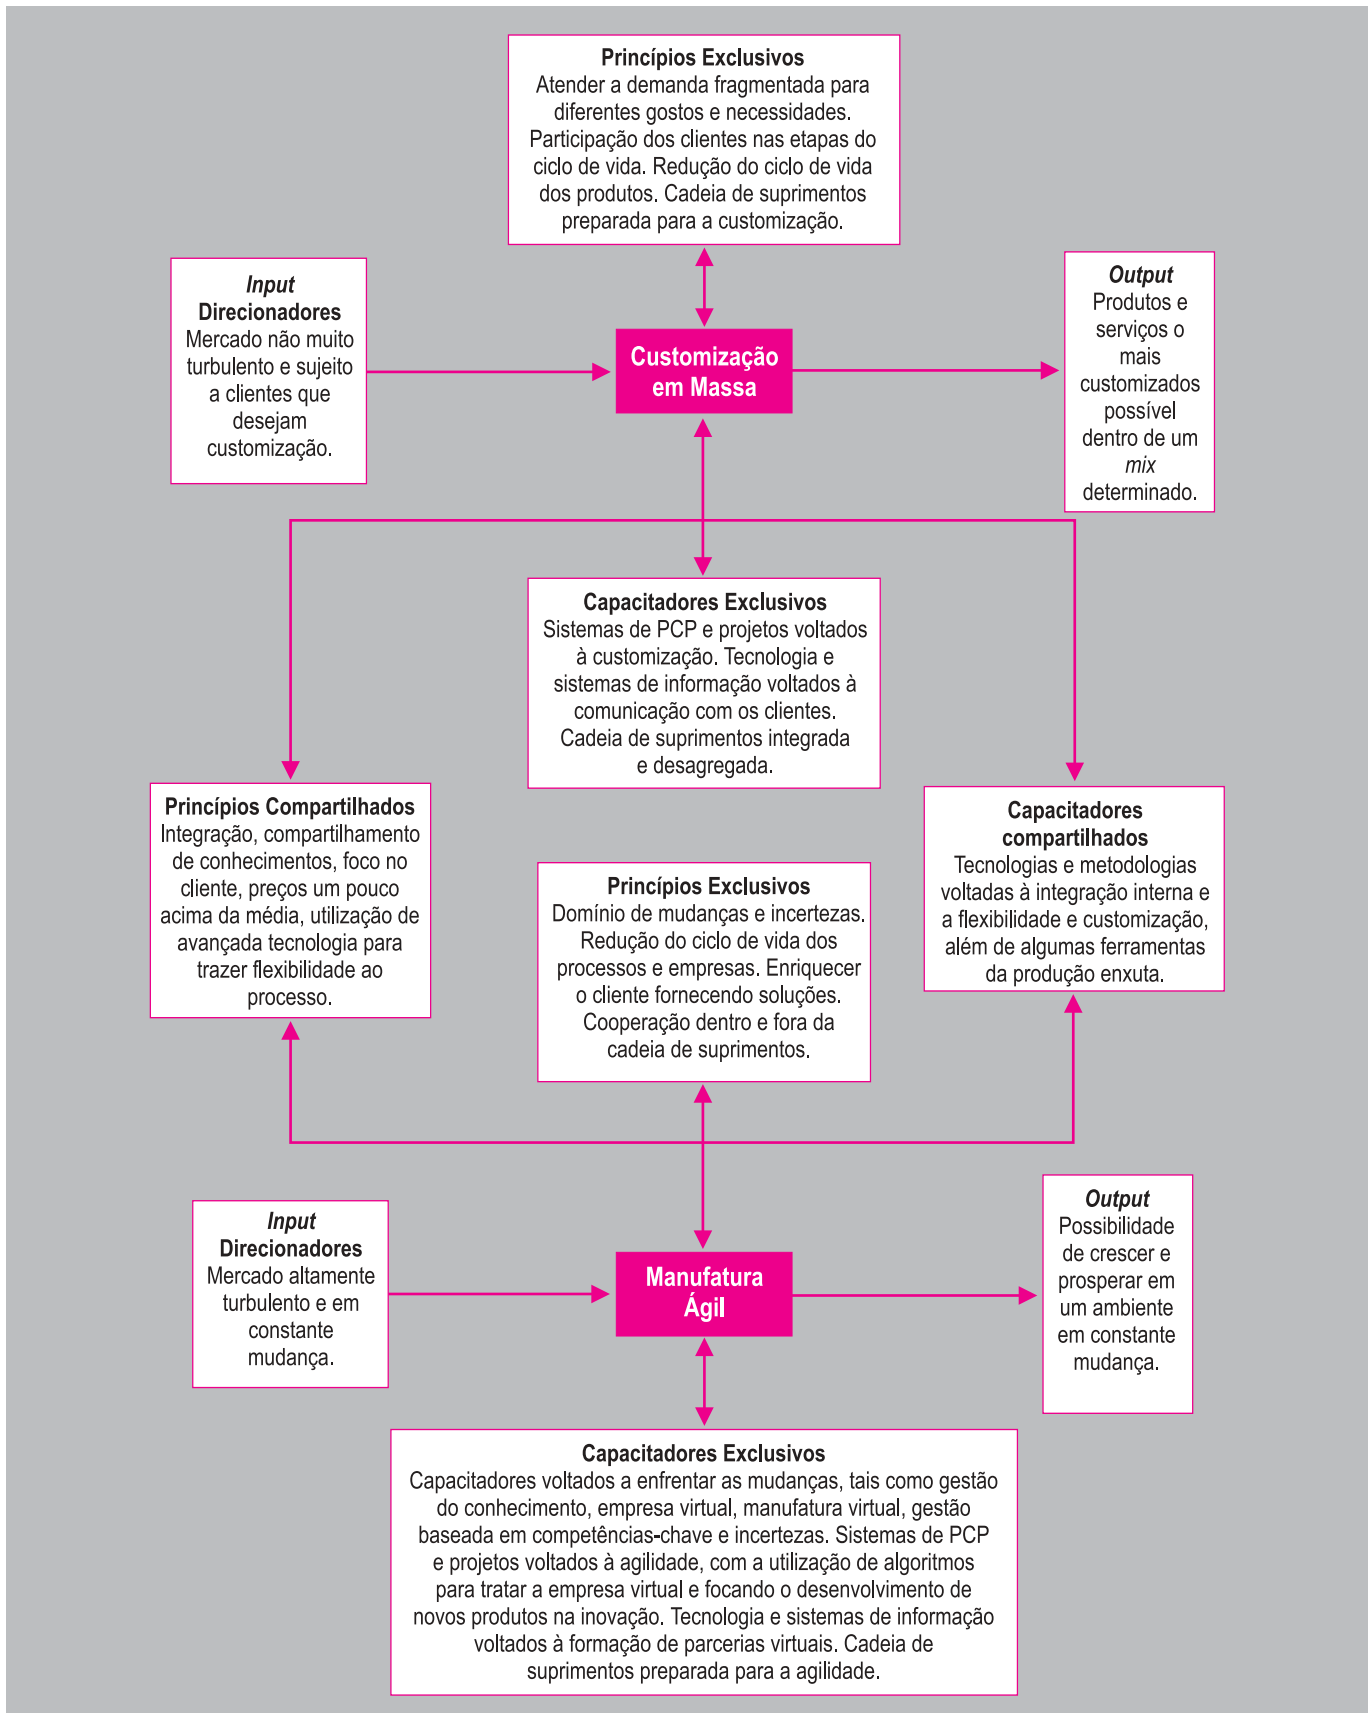 Princípios Exclusivos
Atender a demanda fragmentada para
diferentes gostos e necessidades.
Participação dos clientes nas etapas do
ciclo de vida. Redução do ciclo de vida
dos produtos. Cadeia de suprimentos
preparada para a customização.
Input
Direcionadores
Mercado não muito
turbulento e sujeito
a clientes que
desejam
customização.
Customização
em Massa
Output
Produtos e
serviços o
mais
customizados
possível
dentro de um
mix
determinado.
Capacitadores Exclusivos
Sistemas de PCP e projetos voltados
à customização. Tecnologia e
sistemas de informação voltados à
comunicação com os clientes.
Cadeia de suprimentos integrada
e desagregada.
Princípios Compartilhados
Integração, compartilhamento
de conhecimentos, foco no
cliente, preços um pouco
acima da média, utilização de
avançada tecnologia para
trazer flexibilidade ao
processo.
Capacitadores
compartilhados
Tecnologias e metodologias
voltadas à integração interna e
a flexibilidade e customização,
além de algumas ferramentas
da produção enxuta.
Princípios Exclusivos
Domínio de mudanças e incertezas.
Redução do ciclo de vida dos
processos e empresas. Enriquecer
o cliente fornecendo soluções.
Cooperação dentro e fora da
cadeia de suprimentos.
Input
Direcionadores
Mercado altamente
turbulento e em
constante
mudança.
Manufatura
Ágil
Output
Possibilidade
de crescer e
prosperar em
um ambiente
em constante
mudança.
Capacitadores Exclusivos
Capacitadores voltados a enfrentar as mudanças, tais como gestão
do conhecimento, empresa virtual, manufatura virtual, gestão
baseada em competências-chave e incertezas. Sistemas de PCP
e projetos voltados à agilidade, com a utilização de algoritmos
para tratar a empresa virtual e focando o desenvolvimento de
novos produtos na inovação. Tecnologia e sistemas de informação
voltados à formação de parcerias virtuais. Cadeia de
suprimentos preparada para a agilidade.